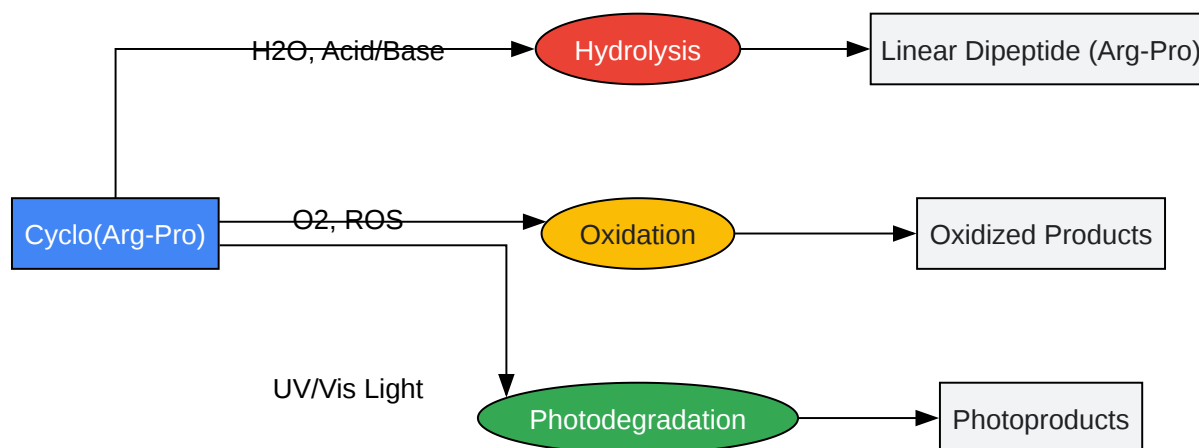 H2O, Acid/Base
Hydrolysis
Linear Dipeptide (Arg-Pro)
Cyclo(Arg-Pro)
O2, ROS
Oxidation
Oxidized Products
UV/Vis Light
Photodegradation
Photoproducts